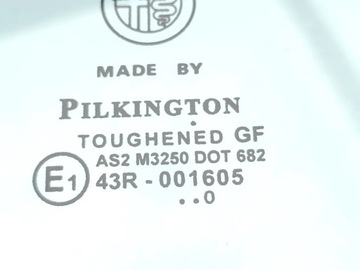 MADE BY
PILKINGTON
TOUGHENED GF
AS2 M3250 DOT 682
E1 43R - 001605
..0